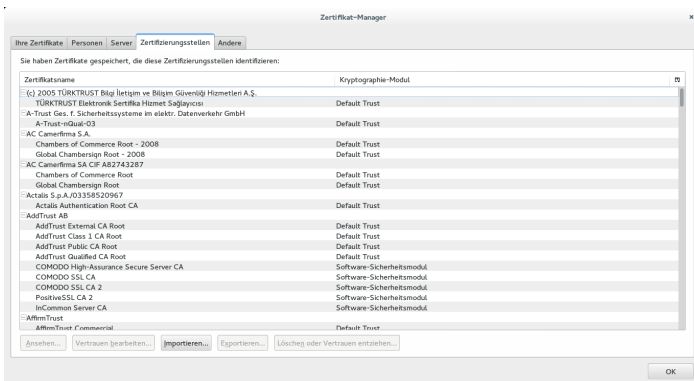 Zertifikat-Manager
Ihre Zertifikate Personen Server Zertifizierungsstellen Andere
Sie haben Zertifikate gespeichert, die diese Zertifizierungsstellen identifizieren:
Zertifikatsname Kryptographie-Modul
(c) 2005 TÜRKTRUST Bilgi İletişim ve Bilişim Güvenliği Hizmetleri A.Ş.
TÜRKTRUST Elektronik Sertifika Hizmet Sağlayıcısı Default Trust
A-Trust Ges. f. Sicherheitssysteme im elektr. Datenverkehr GmbH
A-Trust-nQual-03 Default Trust
AC Camerfirma S.A.
Chambers of Commerce Root - 2008 Default Trust
Global Chambersign Root - 2008 Default Trust
AC Camerfirma SA CIF A82743287
Chambers of Commerce Root Default Trust
Global Chambersign Root Default Trust
Actalis S.p.A./03358520967
Actalis Authentication Root CA Default Trust
AddTrust AB
AddTrust External CA Root Default Trust
AddTrust Class 1 CA Root Default Trust
AddTrust Public CA Root Default Trust
AddTrust Qualified CA Root Default Trust
COMODO High-Assurance Secure Server CA Software-Sicherheitsmodul
COMODO SSL CA Software-Sicherheitsmodul
COMODO SSL CA 2 Software-Sicherheitsmodul
PositiveSSL CA 2 Software-Sicherheitsmodul
InCommon Server CA Software-Sicherheitsmodul
AffirmTrust
AffirmTrust Commercial Default Trust
Ansehen... Vertrauen bearbeiten... Importieren... Exportieren... Löschen oder Vertrauen entziehen...
OK